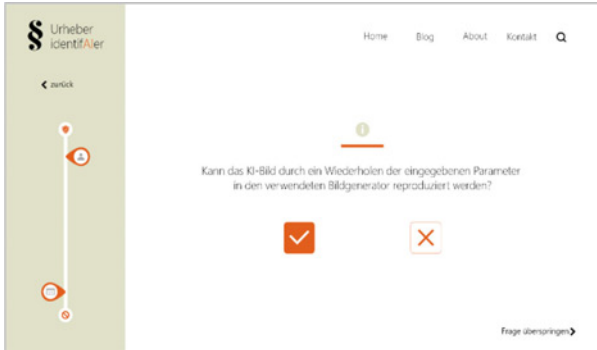 § Urheber
identifAIer
Home Blog About Kontakt
zurück
Kann das KI-Bild durch ein Wiederholen der eingegebenen Parameter
in den verwendeten Bildgenerator reproduziert werden?
Frage überspringen